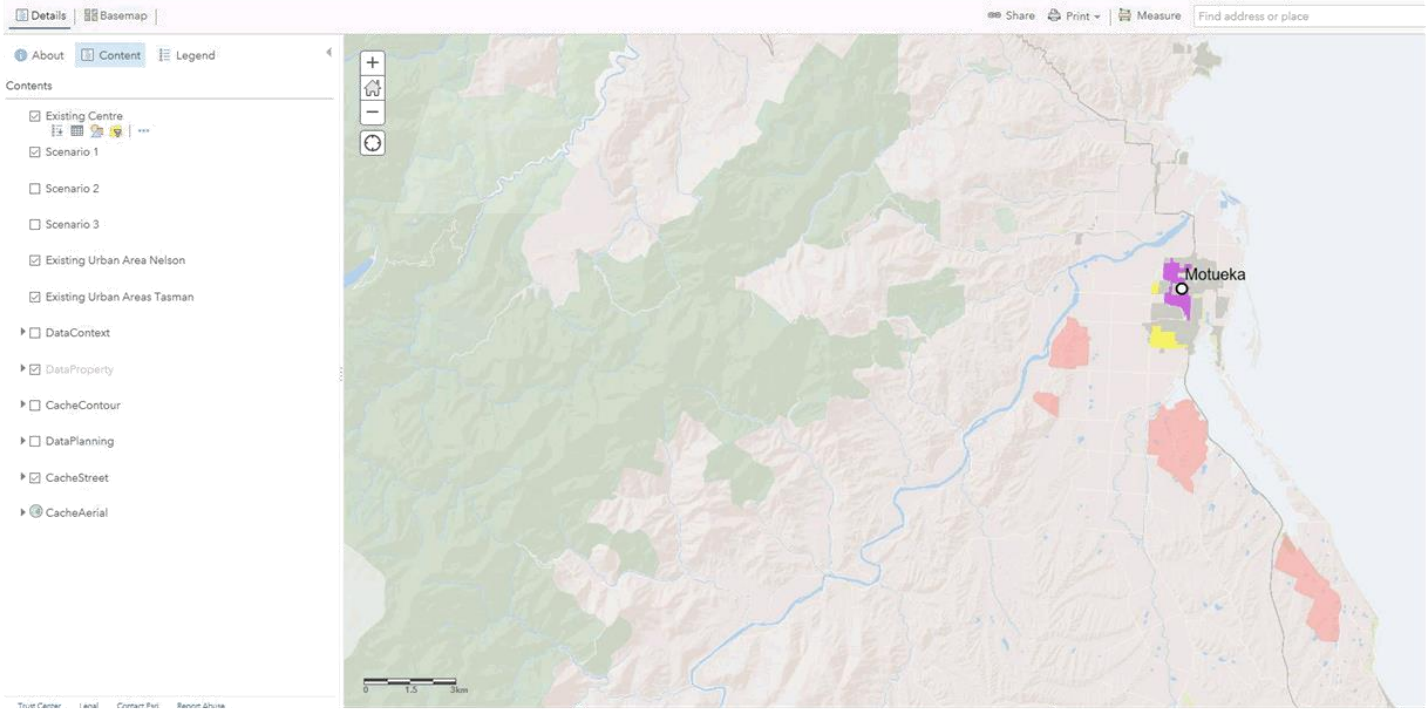 Details Basemap Share Print Measure Find address or place
About Content Legend
Contents
Existing Centre
Scenario 1
Scenario 2
Scenario 3
Existing Urban Area Nelson
Existing Urban Areas Tasman
DataContext
DataProperty
CacheContour
DataPlanning
CacheStreet
CacheAerial
Motueka
0 1.5 3km
Trust Center Legal Contact Esri Report Abuse